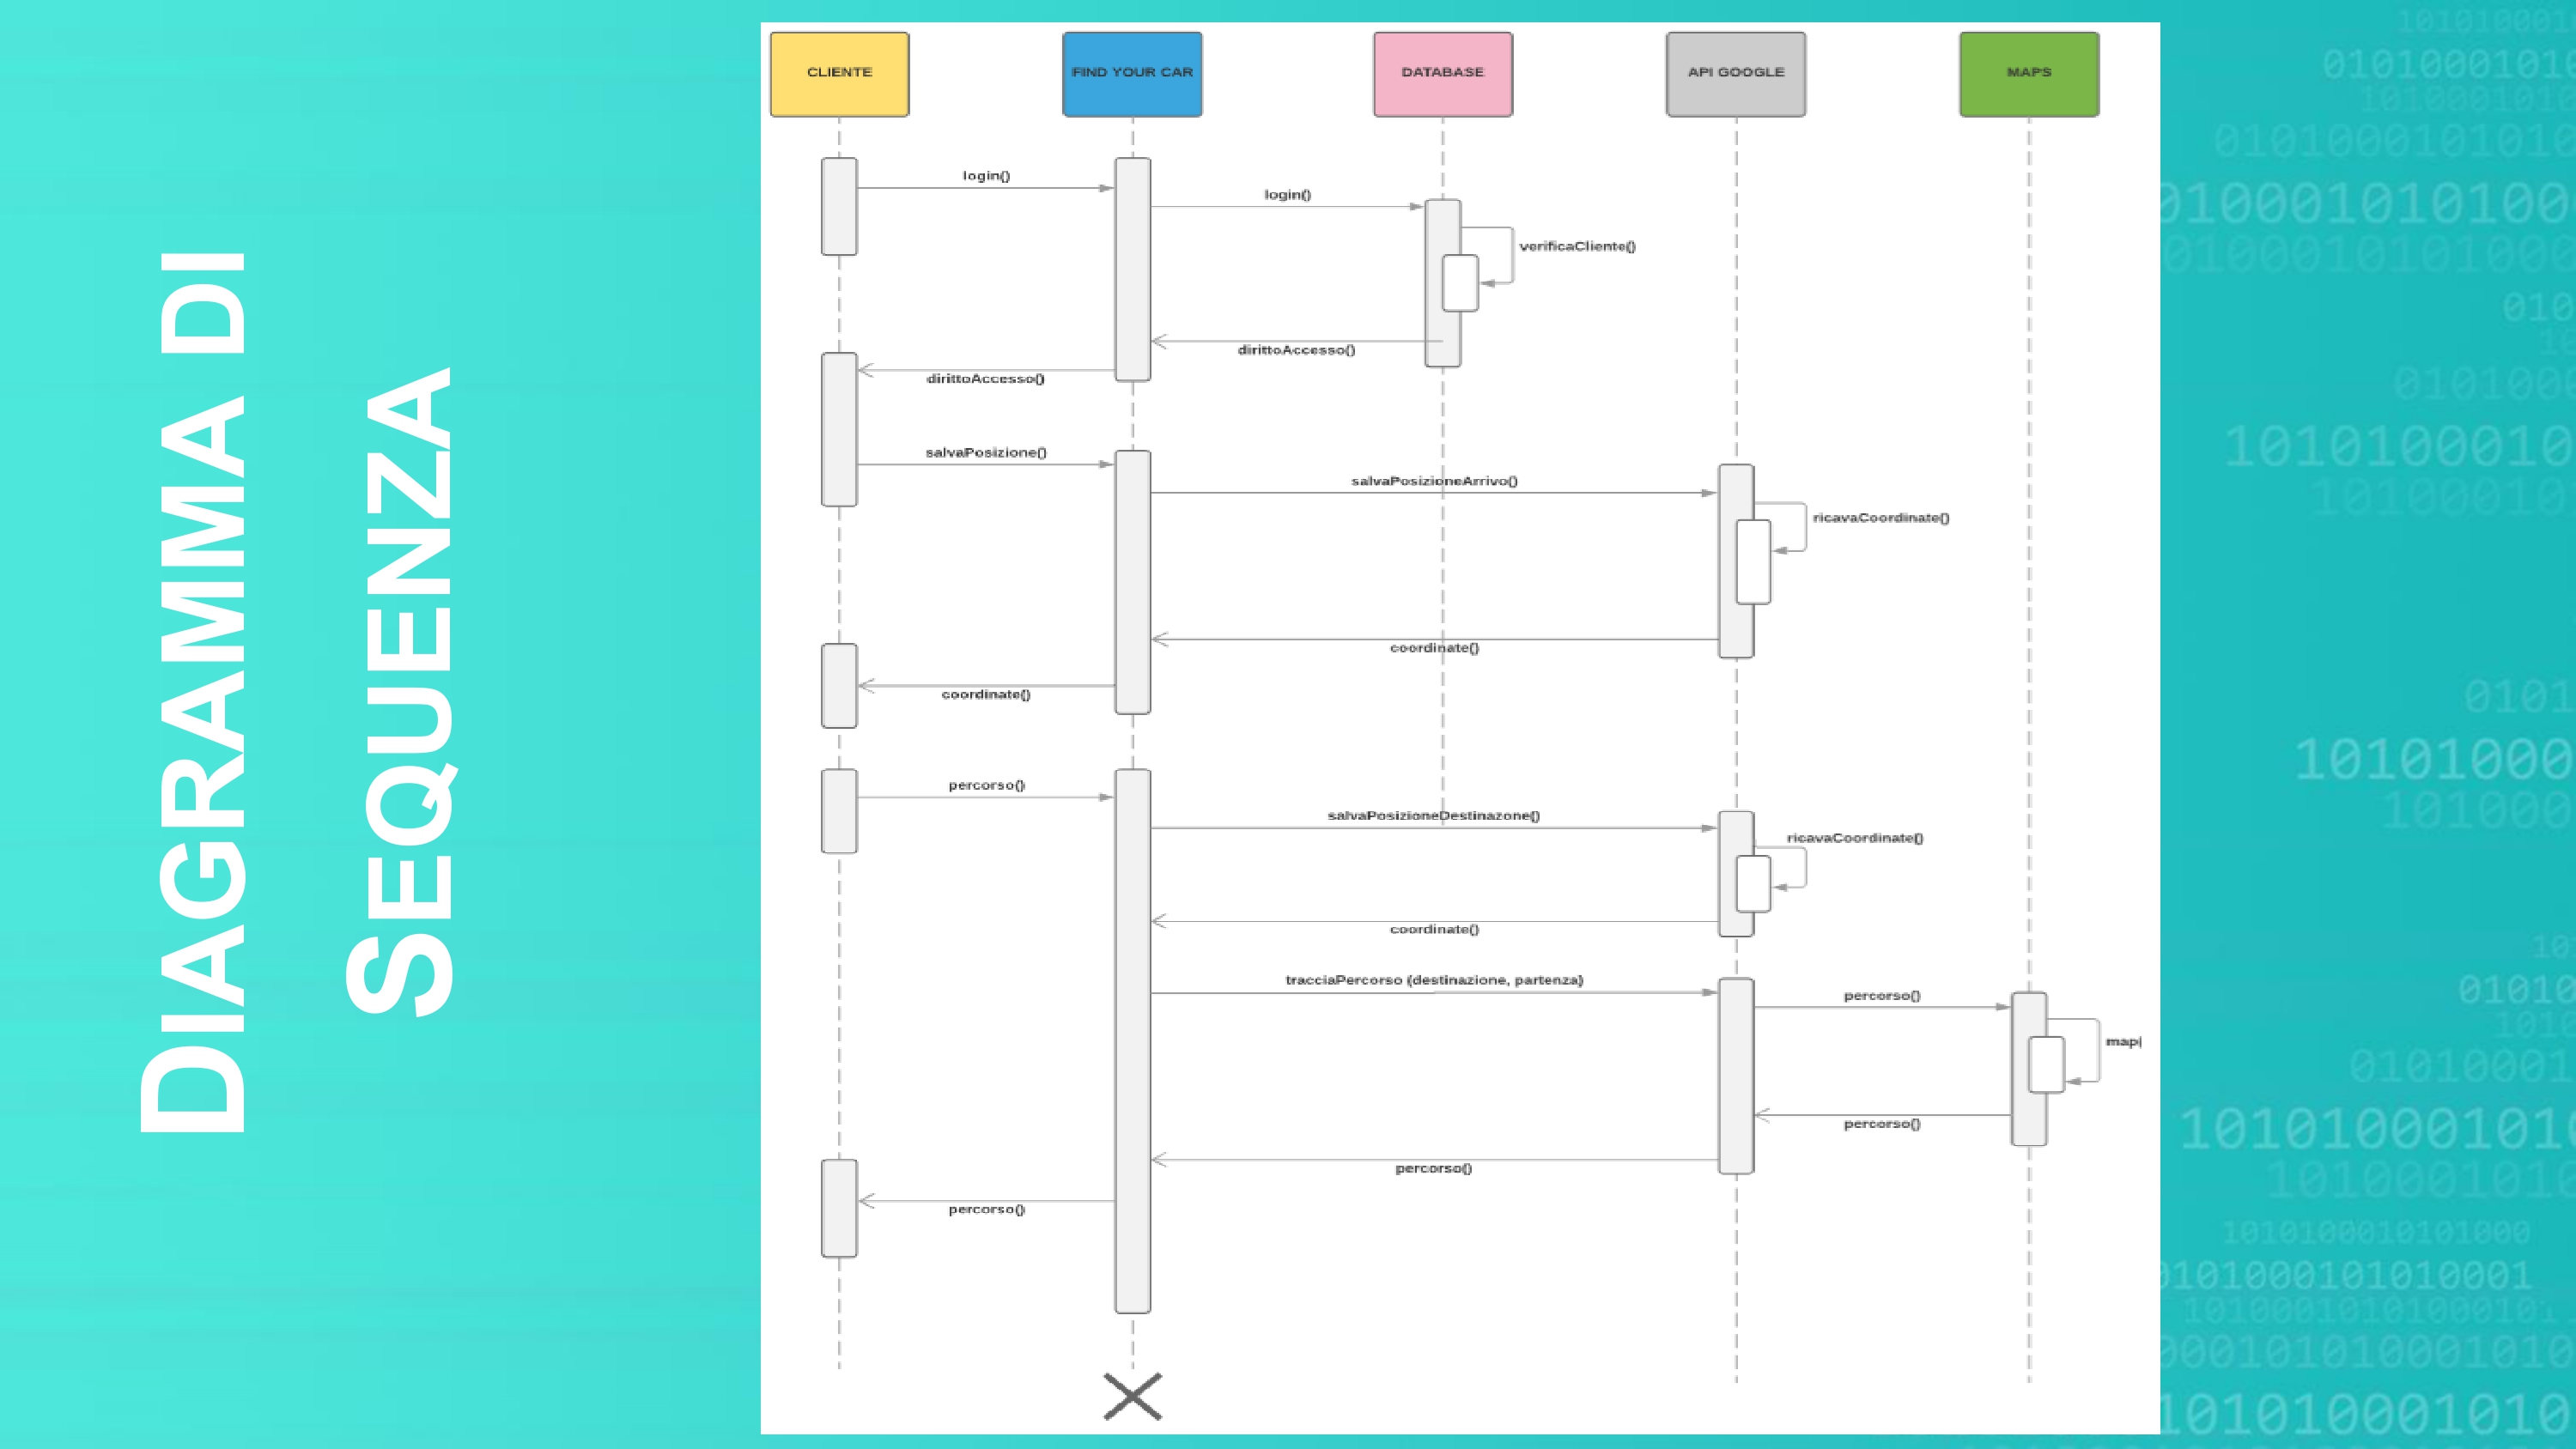 DIAGRAMMA DI
SEQUENZA
CLIENTE
FIND YOUR CAR
DATABASE
API GOOGLE
MAPS
login()
login()
verificaCliente()
dirittoAccesso()
dirittoAccesso()
salvaPosizione()
salvaPosizioneArrivo()
ricavaCoordinate()
coordinate()
coordinate()
percorso()
salvaPosizioneDestinazone()
ricavaCoordinate()
coordinate()
tracciaPercorso (destinazione, partenza)
percorso()
percorso()
percorso()
percorso()